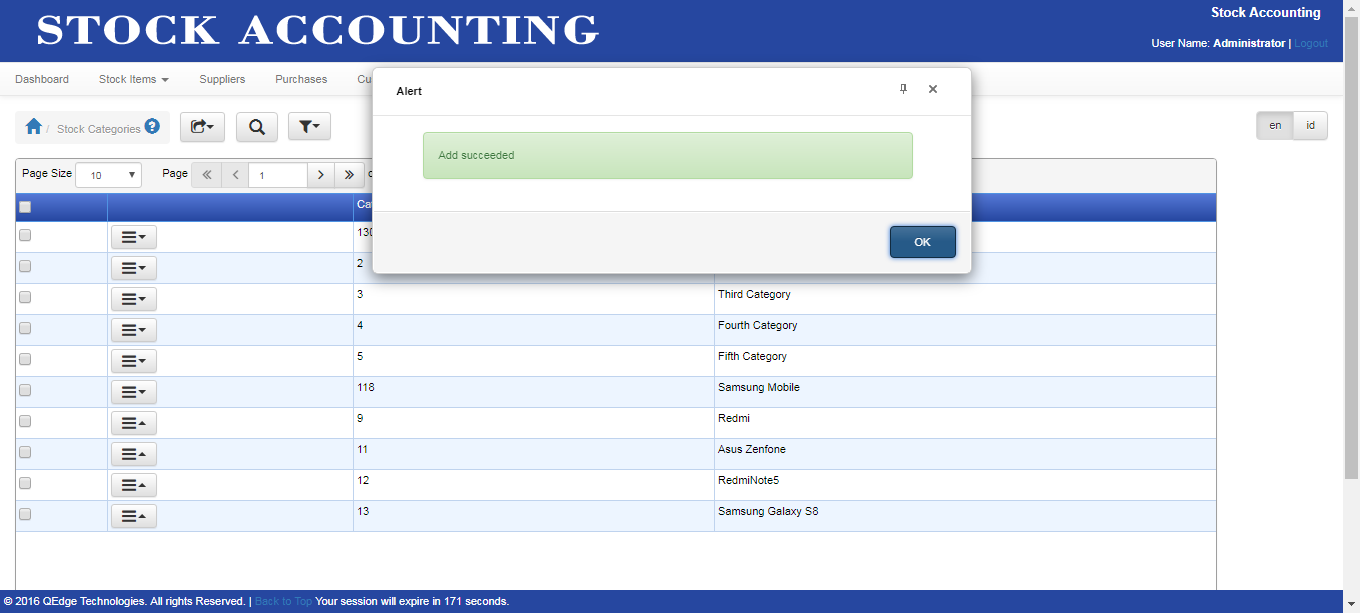 STOCK ACCOUNTING
Stock Accounting
User Name: Administrator | Logout
Dashboard Stock Items Suppliers Purchases Cu
Alert
/ Stock Categories ?
en id
Add succeeded
Page Size 10 Page 1
OK
2
3 Third Category
4 Fourth Category
5 Fifth Category
118 Samsung Mobile
9 Redmi
11 Asus Zenfone
12 RedmiNote5
13 Samsung Galaxy S8
© 2016 QEdge Technologies. All rights Reserved. | Back to Top Your session will expire in 171 seconds.